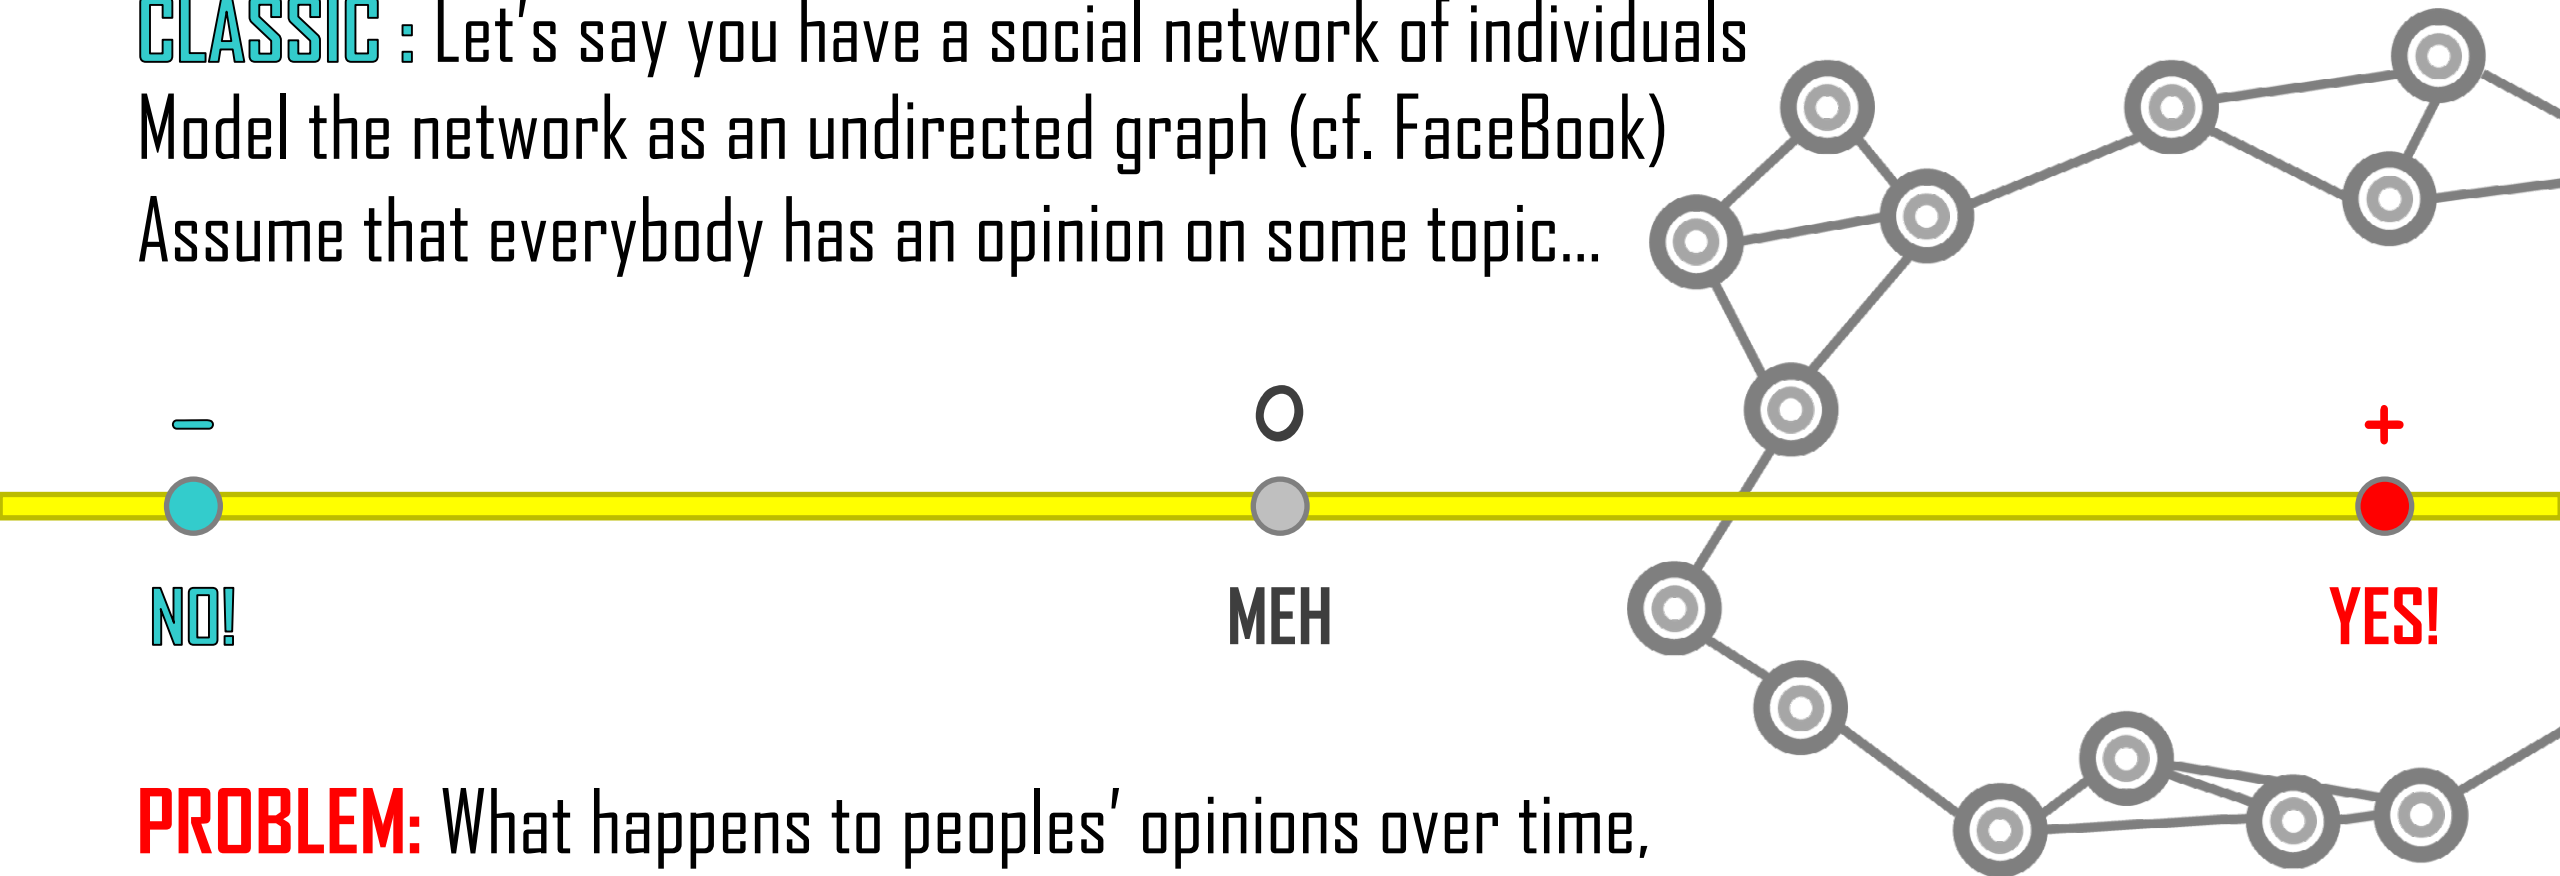 CLASSIC : Let's say you have a social network of individuals
Model the network as an undirected graph (cf. FaceBook)
Assume that everybody has an opinion on some topic...
– 0 +
NO! MEH YES!
PROBLEM: What happens to peoples' opinions over time,